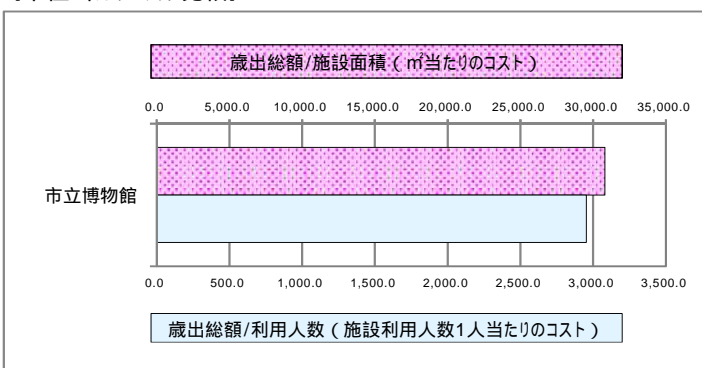 歳出総額/施設面積(㎡当たりのコスト)
0.0 5,000.0 10,000.0 15,000.0 20,000.0 25,000.0 30,000.0 35,000.0
市立博物館
0.0 500.0 1,000.0 1,500.0 2,000.0 2,500.0 3,000.0 3,500.0
歳出総額/利用人数(施設利用人数1人当たりのコスト)